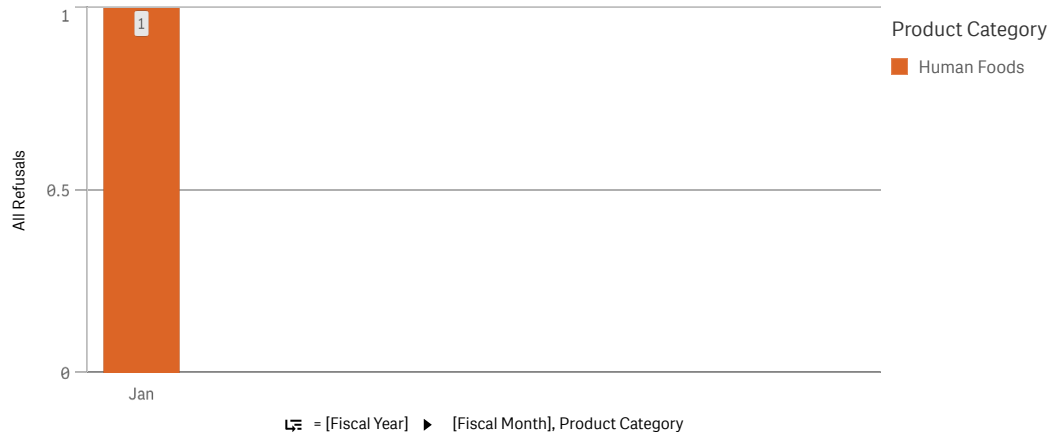 1
1
Product Category
Human Foods
All Refusals
0.5
0
Jan
= [Fiscal Year] ▶ [Fiscal Month], Product Category